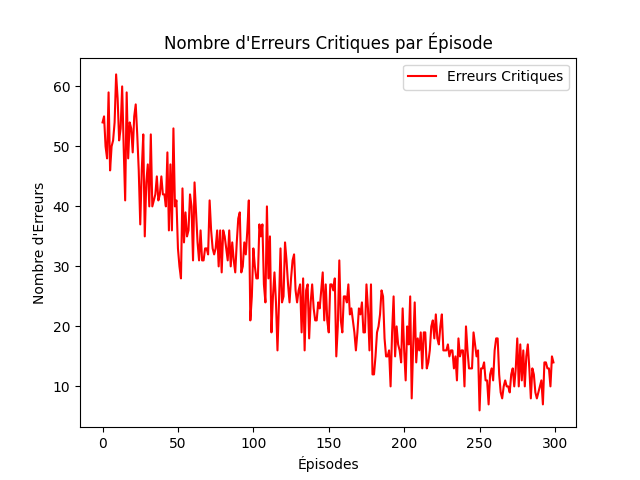 Nombre d'Erreurs Critiques par Épisode
Erreurs Critiques
60
50
40
30
20
10
Nombre d'Erreurs
0 50 100 150 200 250 300
Épisodes